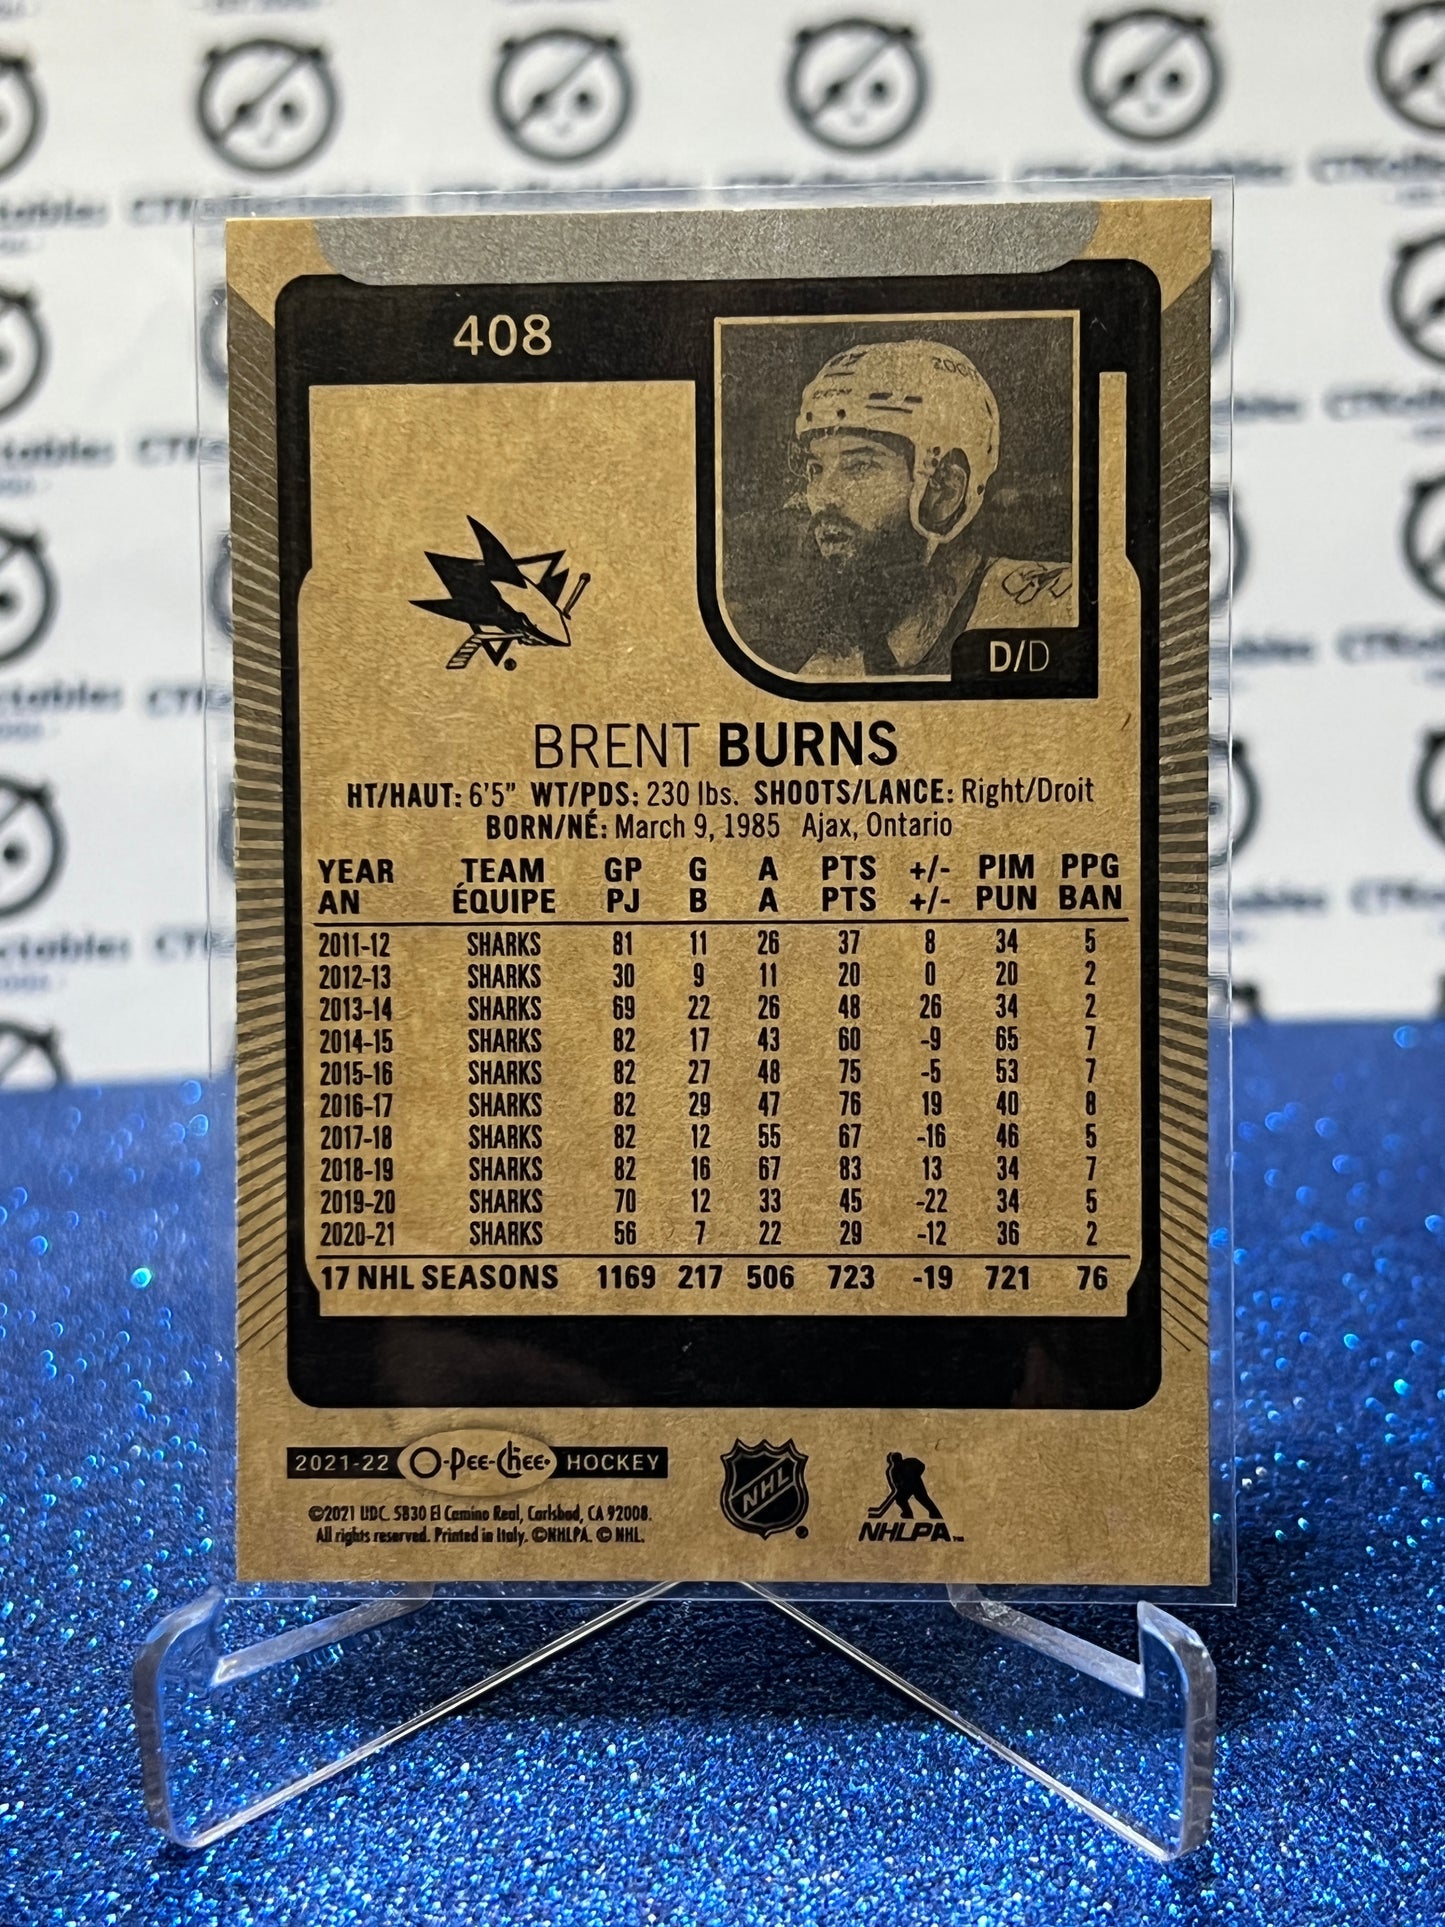 408
D/D
BRENT BURNS
HT/HAUT: 6'5" WT/PDS: 230 lbs. SHOOTS/LANCE: Right/Droit
BORN/NÉ: March 9, 1985 Ajax, Ontario
YEAR TEAM GP G A PTS +/- PIM PPG
AN ÉQUIPE PJ B A PTS +/- PUN BAN
2011-12 SHARKS 81 11 26 37 8 34 5
2012-13 SHARKS 30 9 11 20 0 20 2
2013-14 SHARKS 69 22 26 48 26 34 2
2014-15 SHARKS 82 17 43 60 -9 65 7
2015-16 SHARKS 82 27 48 75 -5 53 7
2016-17 SHARKS 82 29 47 76 19 40 8
2017-18 SHARKS 82 12 55 67 -16 46 5
2018-19 SHARKS 82 16 67 83 13 34 7
2019-20 SHARKS 70 12 33 45 -22 34 5
2020-21 SHARKS 56 7 22 29 -12 36 2
17 NHL SEASONS 1169 217 506 723 -19 721 76
2021-22 O-Pee-Chee HOCKEY
©2021 UDC. 5830 El Camino Real, Carlsbad, CA 92008.
All rights reserved. Printed in Italy. ©NHLPA. © NHL.
NHL
NHLPA